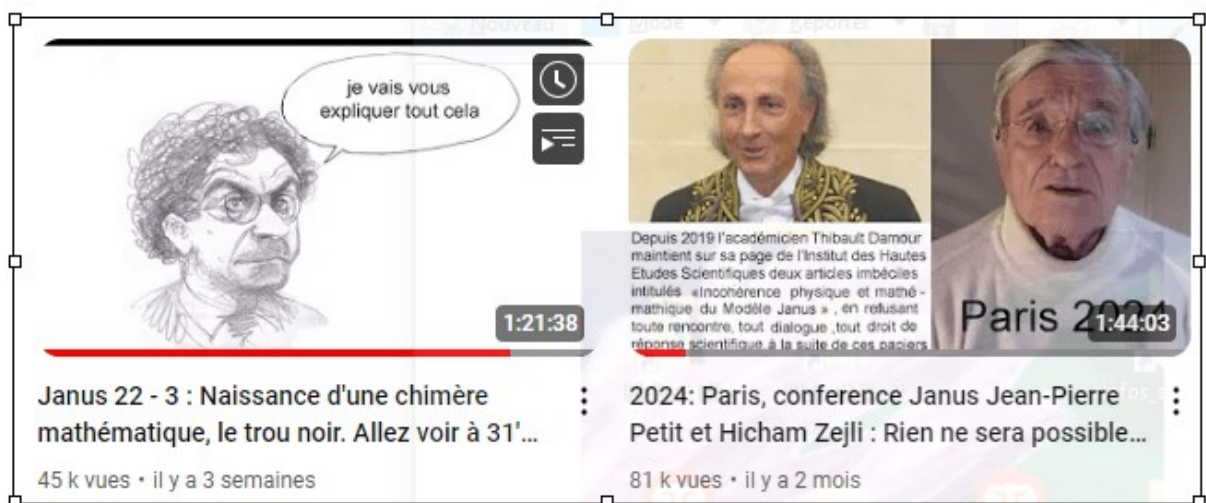 Nouveau
Mode
Reporter
je vais vous
expliquer tout cela
1:21:38
Depuis 2019 l'académicien Thibault Damour
maintient sur sa page de l'Institut des Hautes
Etudes Scientifiques deux articles imbéciles
intitulés «Incohérence physique et mathé-
mathique du Modèle Janus », en refusant
toute rencontre, tout dialogue ,tout droit de
réponse scientifique à la suite de ces papiers
Paris 2024
1:44:03
Janus 22 - 3 : Naissance d'une chimère
mathématique, le trou noir. Allez voir à 31'...
45 k vues • il y a 3 semaines
2024: Paris, conference Janus Jean-Pierre
Petit et Hicham Zejli : Rien ne sera possible...
81 k vues • il y a 2 mois